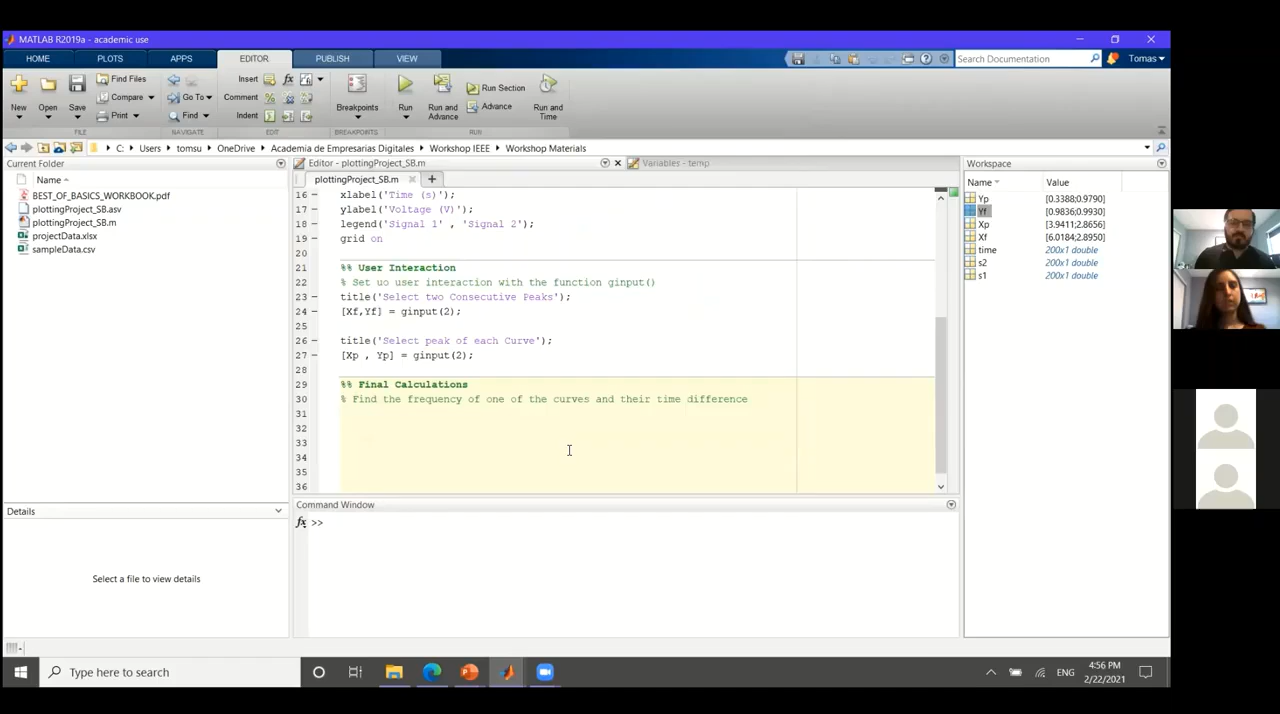 MATLAB R2019a - academic use
HOME PLOTS APPS EDITOR PUBLISH VIEW Search Documentation Tomas
New Open Save Find Files Compare Print Go To Find Insert Comment Indent Breakpoints Run Run and Advance Run Section Advance Run and Time
FILE NAVIGATE EDIT BREAKPOINTS RUN
C: Users tomsu OneDrive Academia de Empresarias Digitales Workshop IEEE Workshop Materials
Current Folder
Name
BEST_OF_BASICS_WORKBOOK.pdf
plottingProject_SB.asv
plottingProject_SB.m
projectData.xlsx
sampleData.csv
Details
Select a file to view details
Editor - plottingProject_SB.m Variables - temp
plottingProject_SB.m
16 xlabel('Time (s)');
17 ylabel('Voltage (V)');
18 legend('Signal 1' , 'Signal 2');
19 grid on
20
21 %% User Interaction
22 % Set uo user interaction with the function ginput()
23 title('Select two Consecutive Peaks');
24 [Xf,Yf] = ginput(2);
25
26 title('Select peak of each Curve');
27 [Xp , Yp] = ginput(2);
28
29 %% Final Calculations
30 % Find the frequency of one of the curves and their time difference
31
32
33
34
35
36
Command Window
fx >>
Workspace
Name Value
Yp [0.3388;0.9790]
Yf [0.9836;0.9930]
Xp [3.9411;2.8656]
Xf [6.0184;2.8950]
time 200x1 double
s2 200x1 double
s1 200x1 double
Type here to search
ENG
4:56 PM
2/22/2021